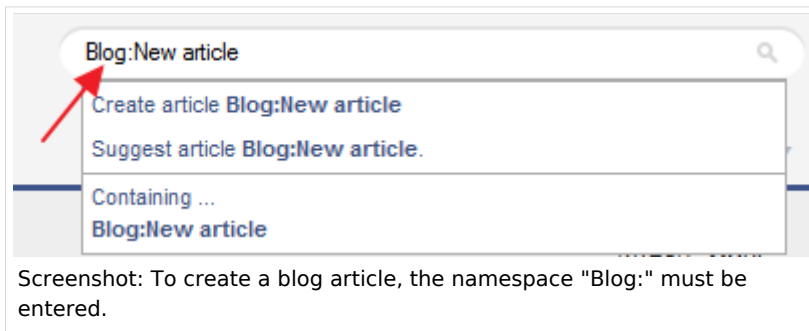 Blog:New article
Create article Blog:New article
Suggest article Blog:New article.
Containing ...
Blog:New article
Screenshot: To create a blog article, the namespace "Blog:" must be
entered.